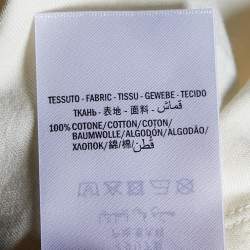 TESSUTO - FABRIC - TISSU - GEWEBE - TECIDO
ТКАНЬ - 表地 - 面料 - قماش
100% COTONE/COTTON/COTON/
BAUMWOLLE/ALGODÓN/ALGODÃO/
ХЛОПОК/綿/棉/ قُطن